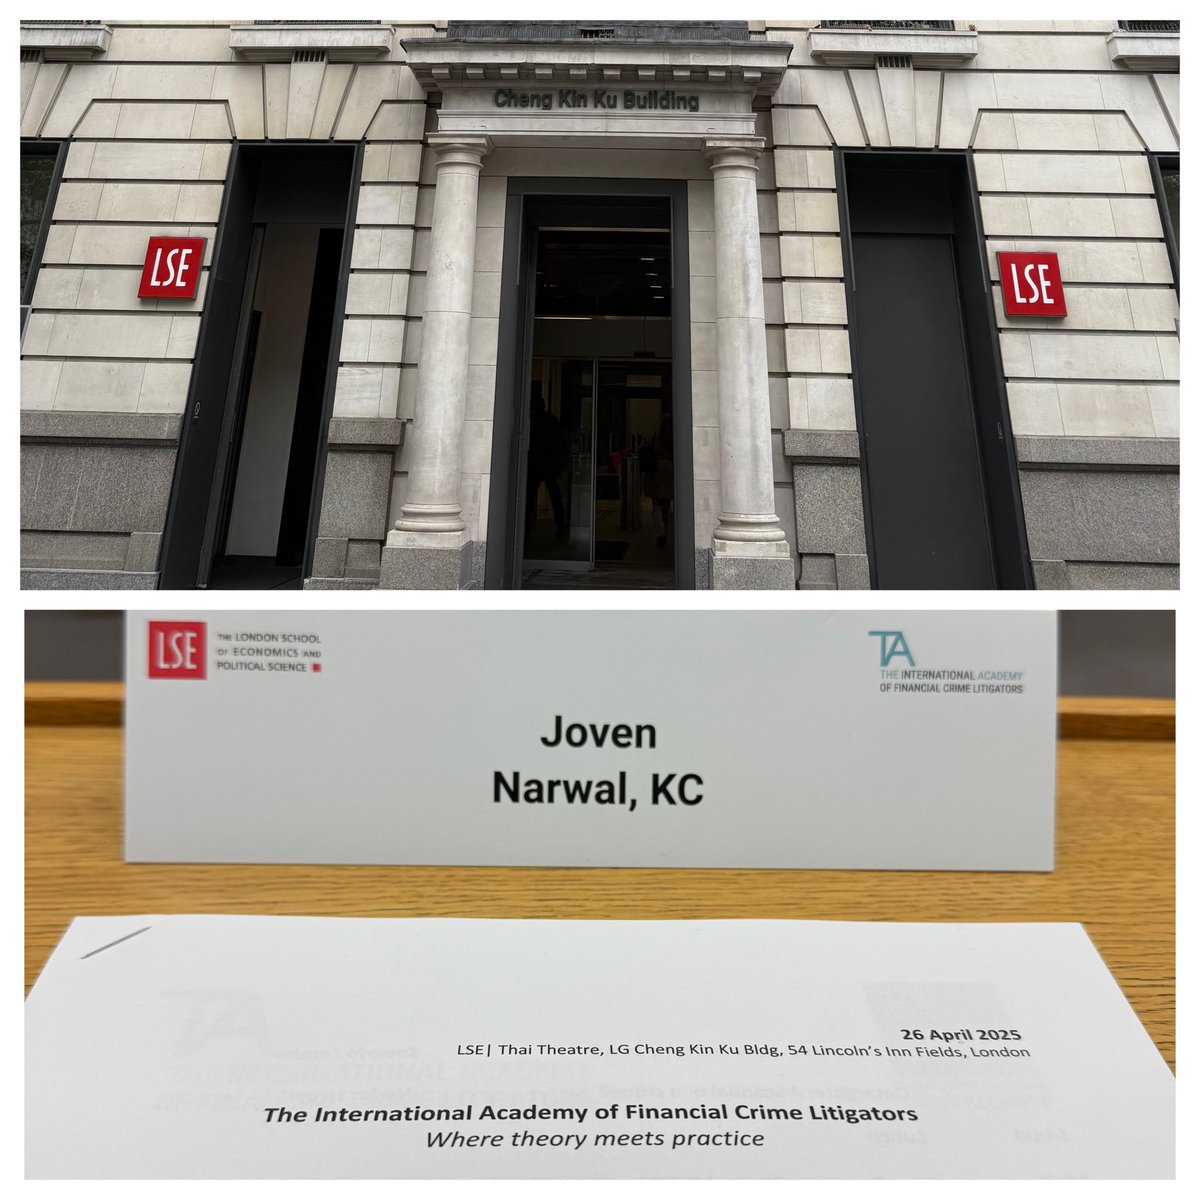 Cheng Kin Ku Building
LSE
LSE
LSE
THE LONDON SCHOOL
OF ECONOMICS AND
POLITICAL SCIENCE
TA
THE INTERNATIONAL ACADEMY
OF FINANCIAL CRIME LITIGATORS
Joven
Narwal, KC
26 April 2025
LSE| Thai Theatre, LG Cheng Kin Ku Bldg, 54 Lincoln's Inn Fields, London
The International Academy of Financial Crime Litigators
Where theory meets practice